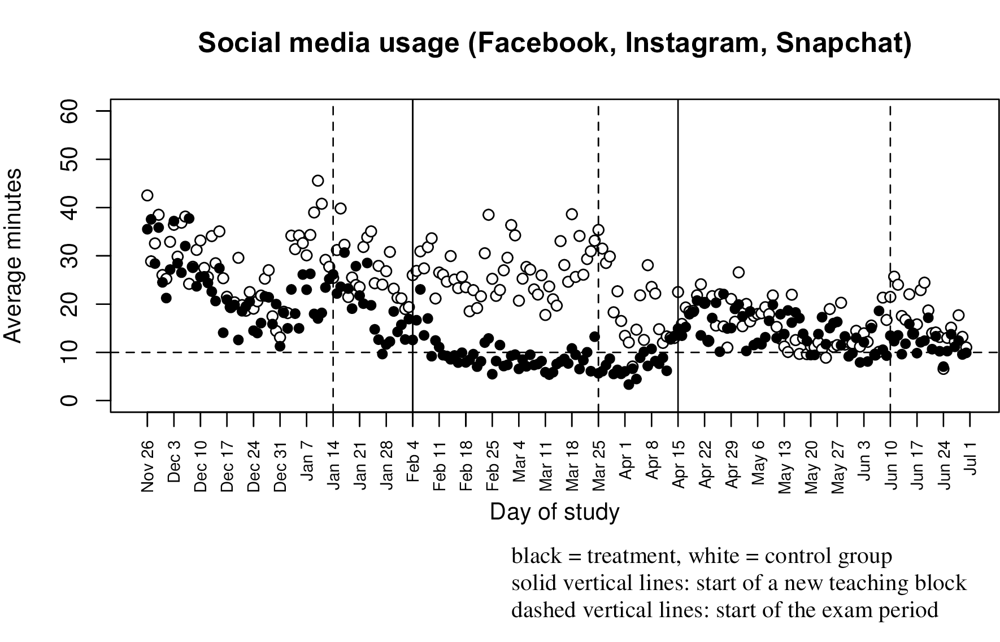 Social media usage (Facebook, Instagram, Snapchat)
Average minutes
60
50
40
30
20
10
0
Nov 26
Dec 3
Dec 10
Dec 17
Dec 24
Dec 31
Jan 7
Jan 14
Jan 21
Jan 28
Feb 4
Feb 11
Feb 18
Feb 25
Mar 4
Mar 11
Mar 18
Mar 25
Apr 1
Apr 8
Apr 15
Apr 22
Apr 29
May 6
May 13
May 20
May 27
Jun 3
Jun 10
Jun 17
Jun 24
Jul 1
Day of study
black = treatment, white = control group
solid vertical lines: start of a new teaching block
dashed vertical lines: start of the exam period